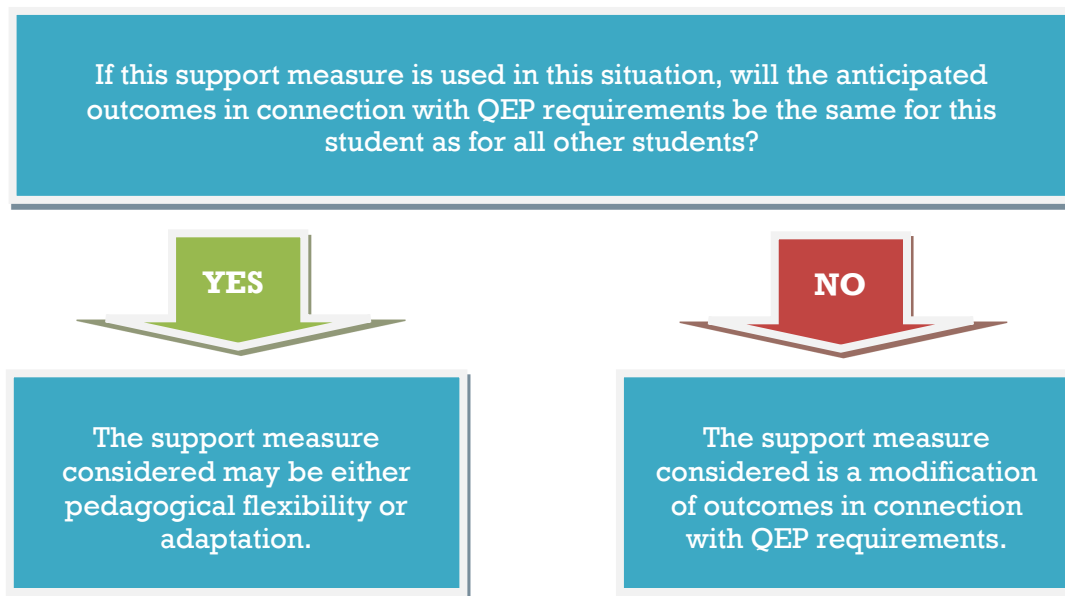 If this support measure is used in this situation, will the anticipated
outcomes in connection with QEP requirements be the same for this
student as for all other students?
YES
NO
The support measure
considered may be either
pedagogical flexibility or
adaptation.
The support measure
considered is a modification
of outcomes in connection
with QEP requirements.